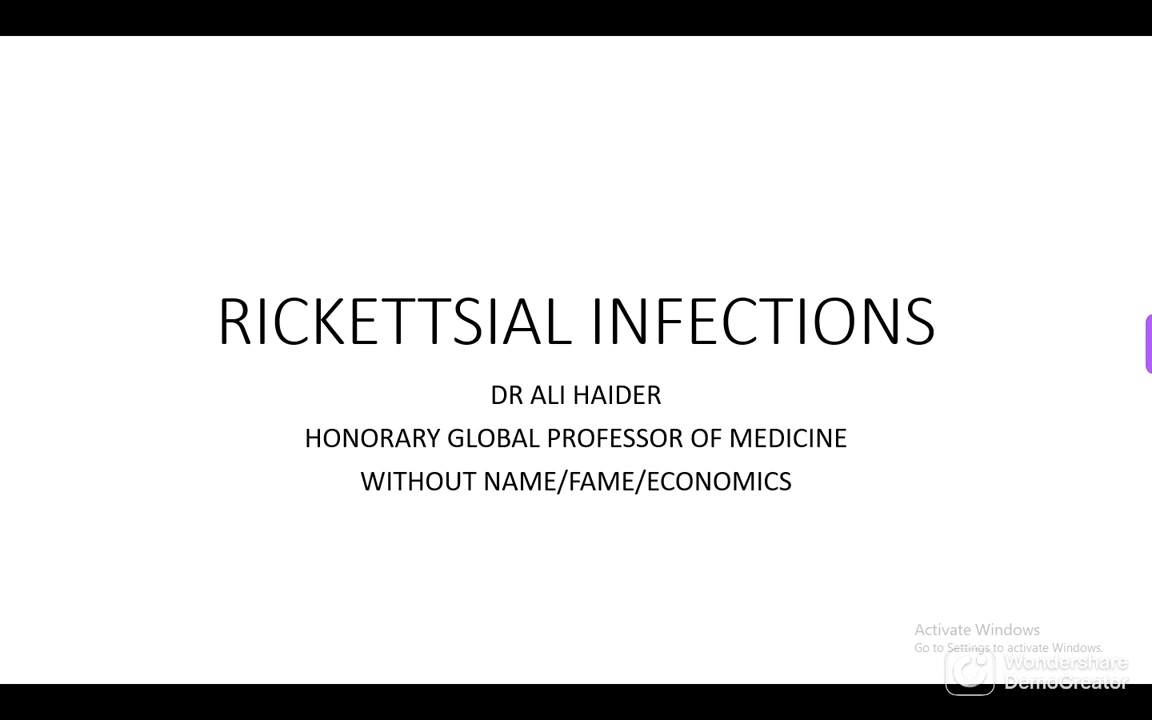 RICKETTSIAL INFECTIONS
DR ALI HAIDER
HONORARY GLOBAL PROFESSOR OF MEDICINE
WITHOUT NAME/FAME/ECONOMICS
Activate Windows
Go to Settings to activate Windows.
Wondershare
DemoCreator